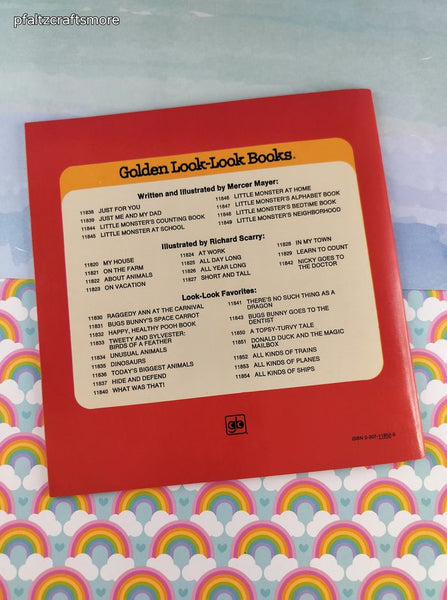 pfaltzcraftsmore
Golden Look-Look Books.
Written and Illustrated by Mercer Mayer:
11838 JUST FOR YOU
11839 JUST ME AND MY DAD
11844 LITTLE MONSTER'S COUNTING BOOK
11845 LITTLE MONSTER AT SCHOOL
11846 LITTLE MONSTER AT HOME
11847 LITTLE MONSTER'S ALPHABET BOOK
11848 LITTLE MONSTER'S BEDTIME BOOK
11849 LITTLE MONSTER'S NEIGHBORHOOD
Illustrated by Richard Scarry:
11820 MY HOUSE
11821 ON THE FARM
11822 ABOUT ANIMALS
11823 ON VACATION
11824 AT WORK
11825 ALL DAY LONG
11826 ALL YEAR LONG
11827 SHORT AND TALL
11828 IN MY TOWN
11829 LEARN TO COUNT
11842 NICKY GOES TO
THE DOCTOR
Look-Look Favorites:
11830 RAGGEDY ANN AT THE CARNIVAL
11831 BUGS BUNNY'S SPACE CARROT
11832 HAPPY, HEALTHY POOH BOOK
11833 TWEETY AND SYLVESTER:
BIRDS OF A FEATHER
11834 UNUSUAL ANIMALS
11835 DINOSAURS
11836 TODAY'S BIGGEST ANIMALS
11837 HIDE AND DEFEND
11840 WHAT WAS THAT!
11841 THERE'S NO SUCH THING AS A
DRAGON
11843 BUGS BUNNY GOES TO THE
DENTIST
11850 A TOPSY-TURVY TALE
11851 DONALD DUCK AND THE MAGIC
MAILBOX
11852 ALL KINDS OF TRAINS
11853 ALL KINDS OF PLANES
11854 ALL KINDS OF SHIPS